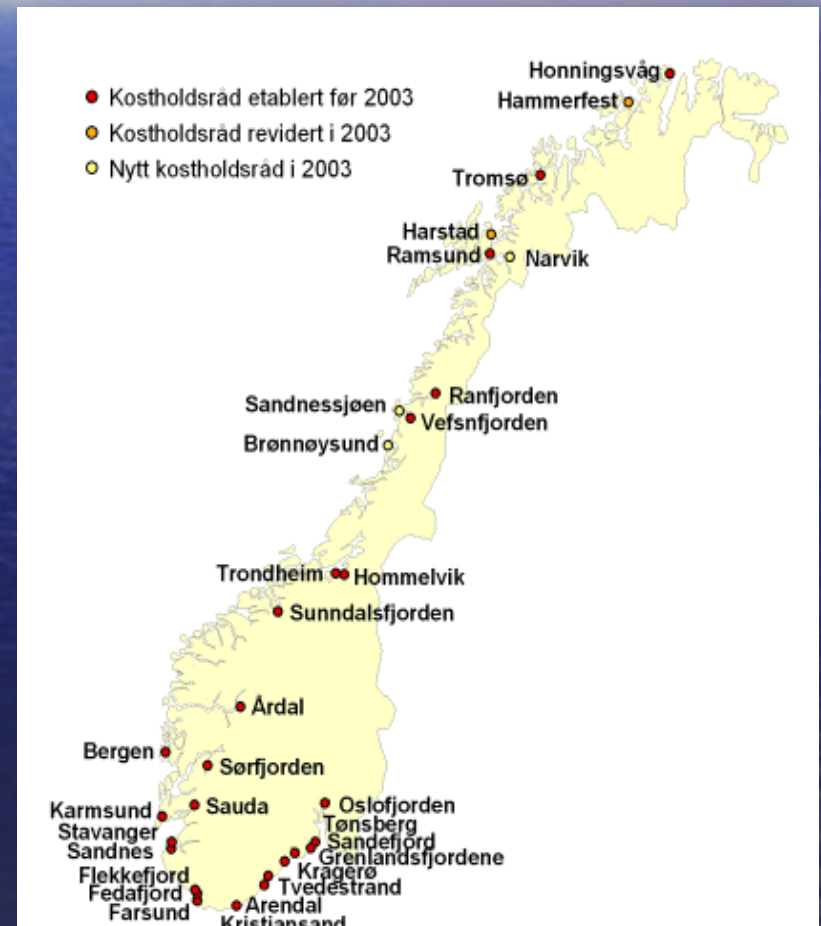 Kostholdsråd etablert før 2003
Kostholdsråd revidert i 2003
Nytt kostholdsråd i 2003
Honningsvåg
Hammerfest
Tromsø
Harstad
Ramsund
Narvik
Ranfjorden
Sandnessjøen
Vefsnfjorden
Brønnøysund
Trondheim
Hommelvik
Sunndalsfjorden
Årdal
Bergen
Sørfjorden
Sauda
Oslofjorden
Karmsund
Tønsberg
Stavanger
Sandefjord
Sandnes
Grenlandsfjordene
Kragerø
Flekkefjord
Tvedestrand
Fedafjord
Arendal
Farsund
Kristiansand